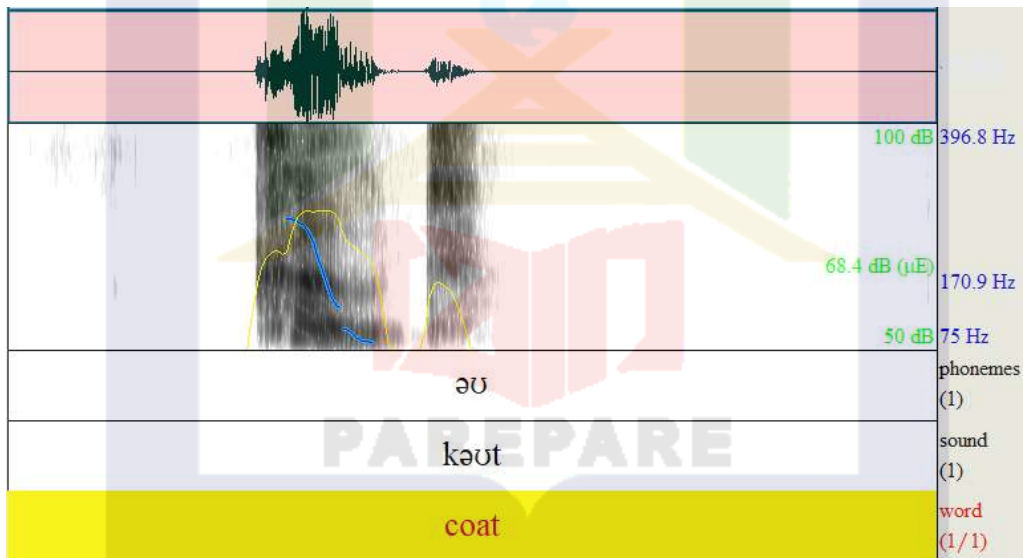 100 dB 396.8 Hz
68.4 dB (µE) 170.9 Hz
50 dB 75 Hz
əʊ phonemes
(1)
PAREPARE
kəʊt sound
(1)
coat word
(1/1)